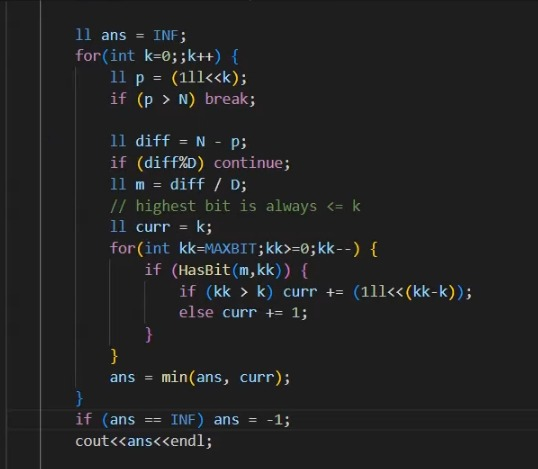 ll ans = INF;
for(int k=0;;k++) {
ll p = (1ll<<k);
if (p > N) break;
ll diff = N - p;
if (diff%D) continue;
ll m = diff / D;
// highest bit is always <= k
ll curr = k;
for(int kk=MAXBIT;kk>=0;kk--) {
if (HasBit(m,kk)) {
if (kk > k) curr += (1ll<<(kk-k));
else curr += 1;
}
}
ans = min(ans, curr);
}
if (ans == INF) ans = -1;
cout<<ans<<endl;